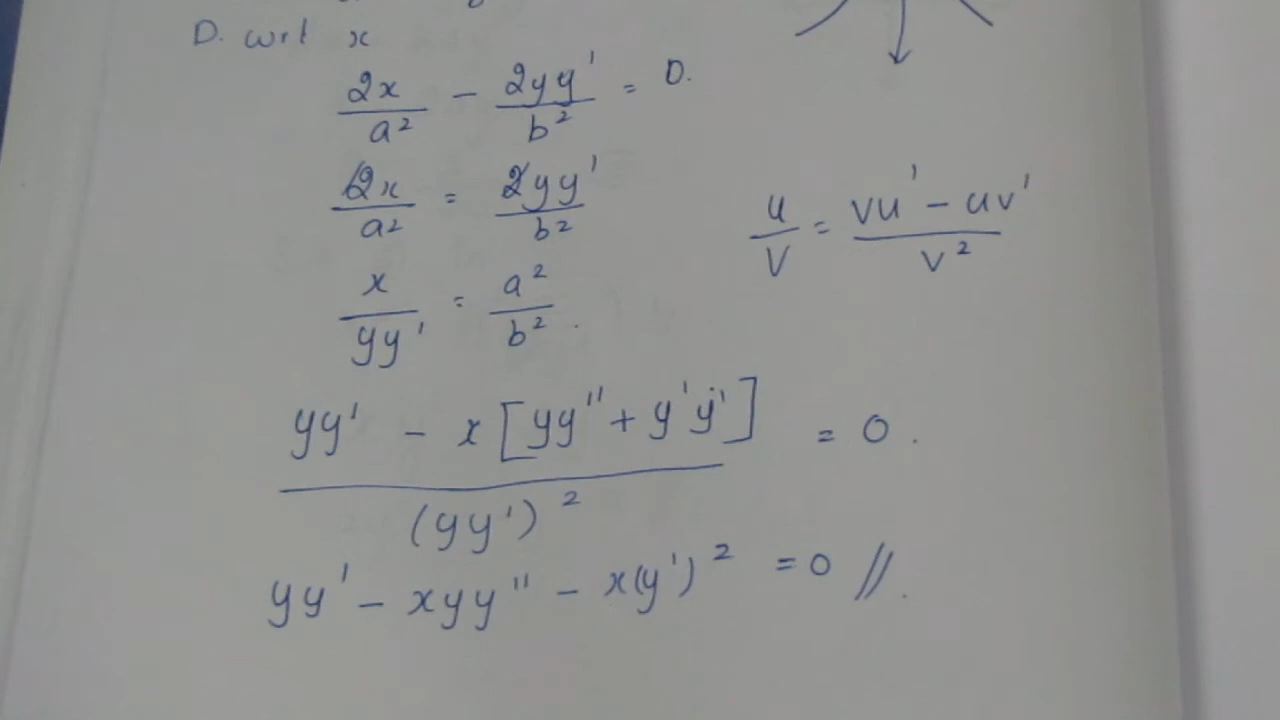 D. wrt x
2x/a² - 2yy'/b² = 0.
2x/a² = 2yy'/b²
u/v = vu' - uv'/v²
x/yy' = a²/b².
yy' - x[yy'' + y'y']/(yy')² = 0.
yy' - xyy'' - x(y')² = 0 //.